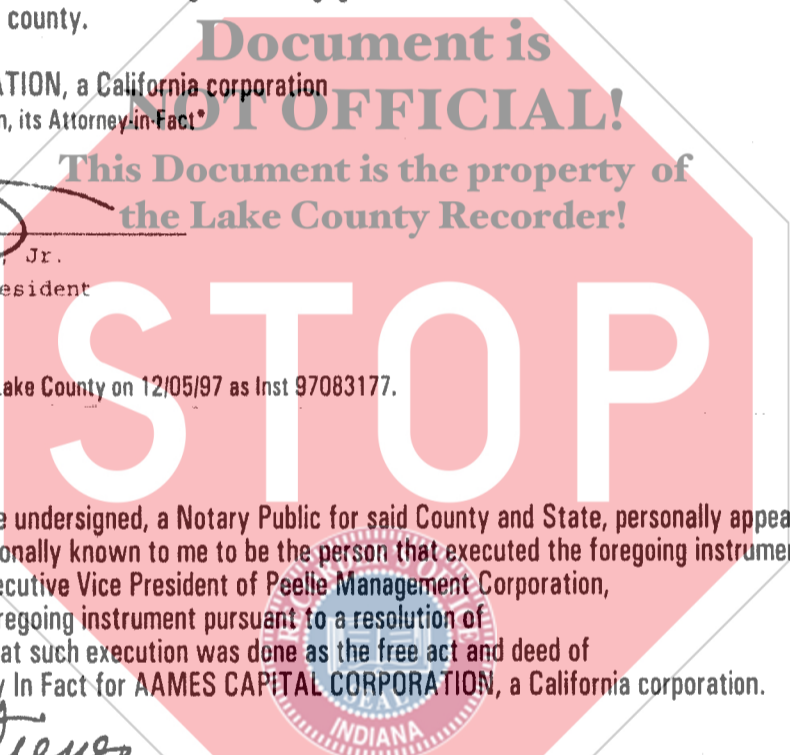 county.
Document is
ATION, a California corporation
NOT OFFICIAL!
n, its Attorney-in-Fact*
This Document is the property of
the Lake County Recorder!
, Jr.
esident
STOP
Lake County on 12/05/97 as Inst 97083177.
e undersigned, a Notary Public for said County and State, personally appea
onally known to me to be the person that executed the foregoing instrumen
ecutive Vice President of Peelle Management Corporation,
regoing instrument pursuant to a resolution of
at such execution was done as the free act and deed of
y In Fact for AAMES CAPITAL CORPORATION, a California corporation.
RECORDER'S OFFICE
SEAL
INDIANA